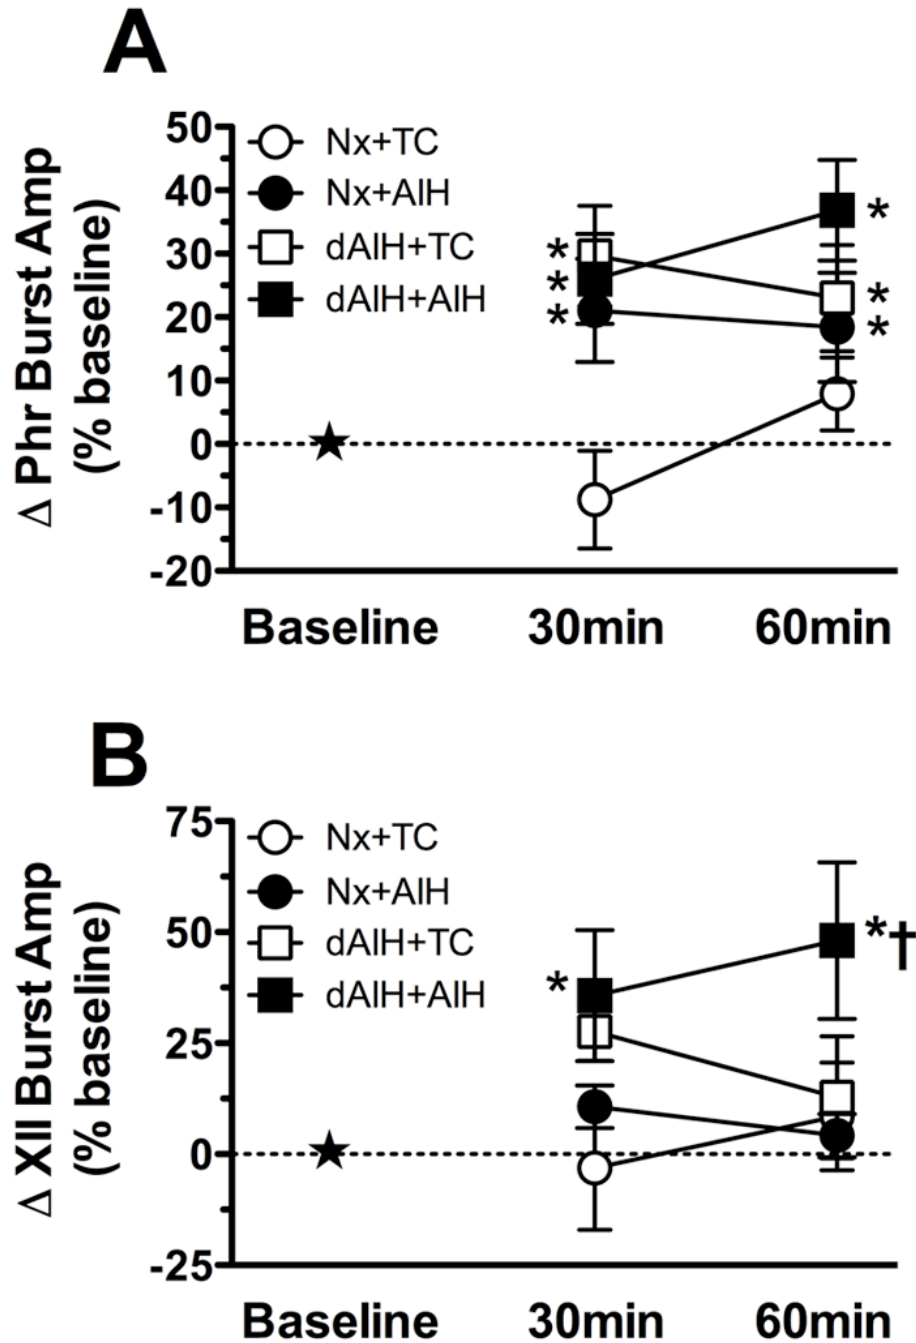 A
Δ Phr Burst Amp
(% baseline)
50
40
30
20
10
0
-10
-20
Nx+TC
Nx+AIH
dAIH+TC
dAIH+AIH
*
*
*
*
*
*
Baseline 30min 60min
B
Δ XII Burst Amp
(% baseline)
75
50
25
0
-25
Nx+TC
Nx+AIH
dAIH+TC
dAIH+AIH
*
*†
Baseline 30min 60min